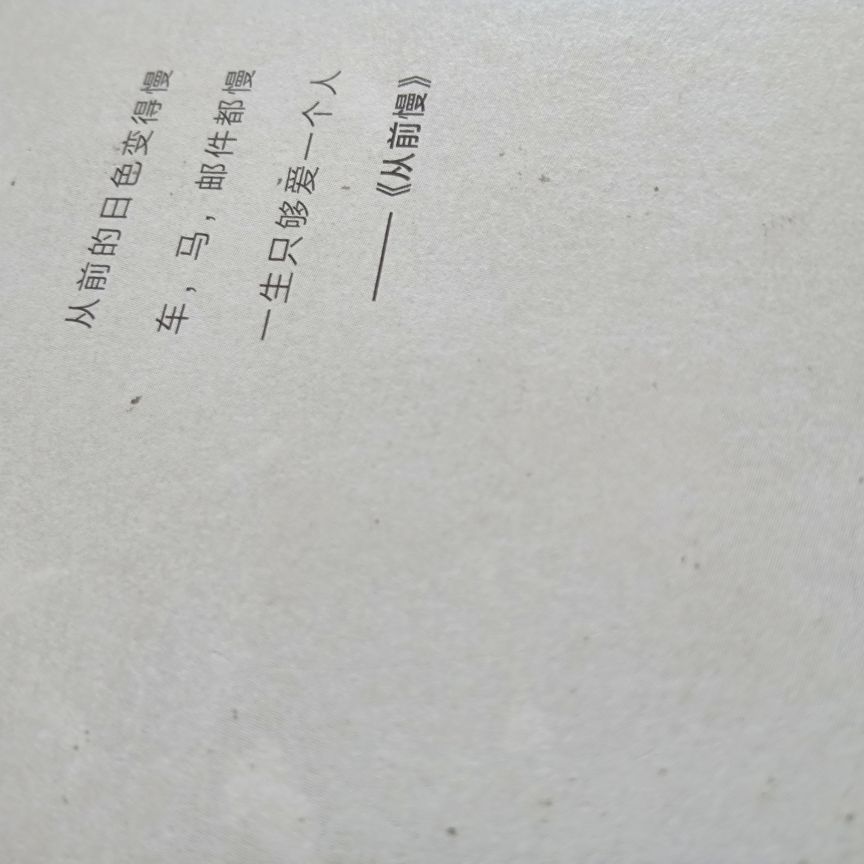 从前的日色变得慢
车，马，邮件都慢
一生只够爱一个人
——《从前慢》